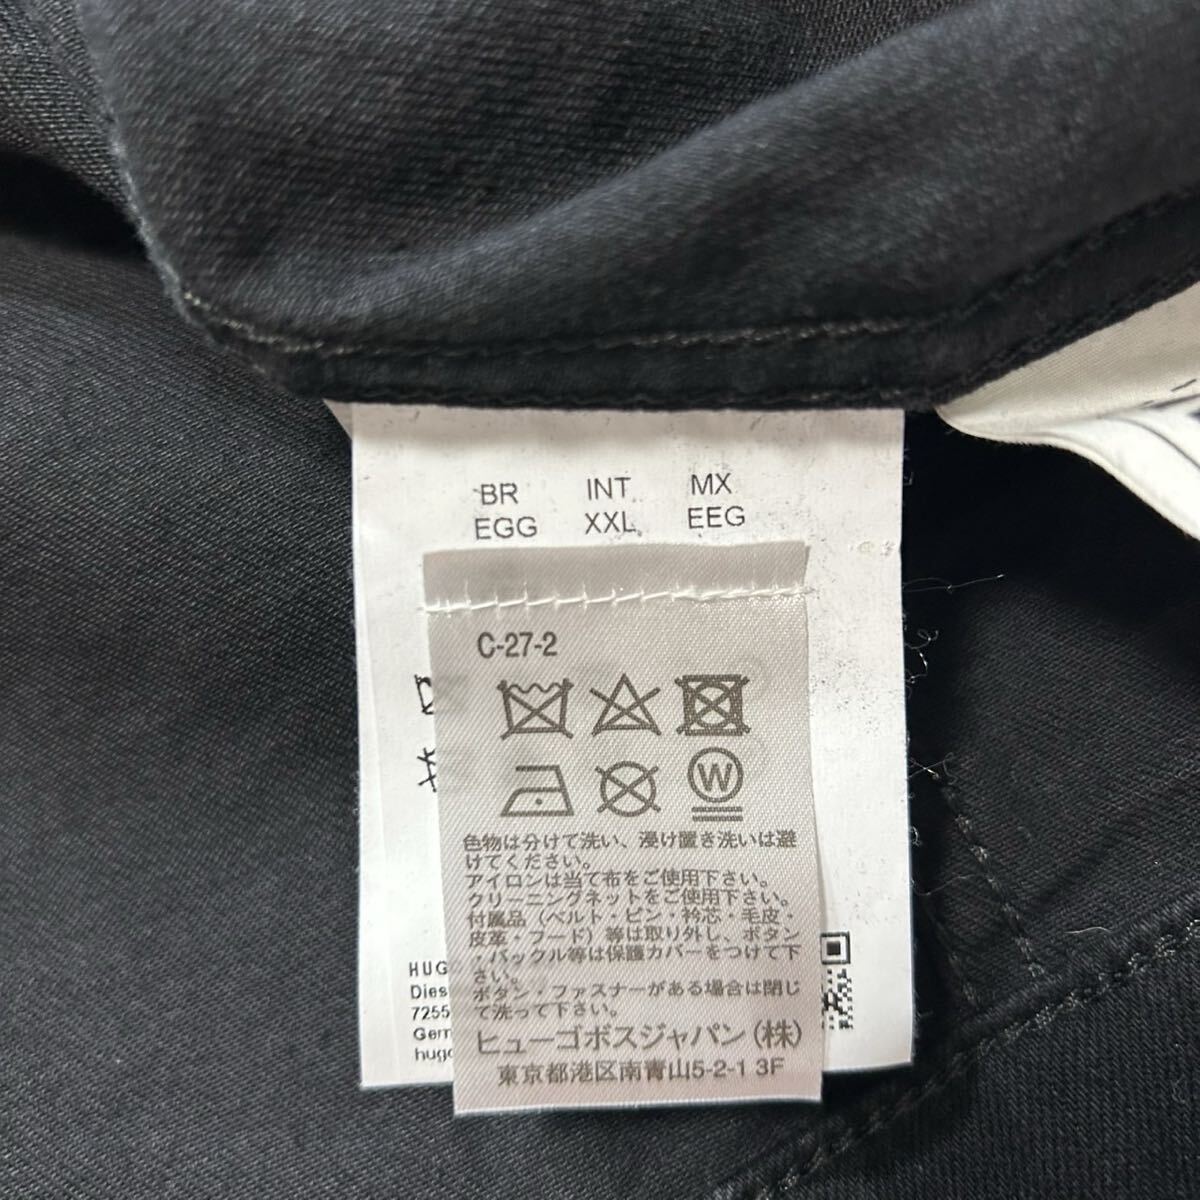 BR INT MX
EGG XXL EEG
C-27-2
W
色物は分けて洗い、浸け置き洗いは避
けてください。
アイロンは当て布をご使用下さい。
クリーニングネットをご使用下さい。
付属品（ベルト・ピン・衿芯・毛皮・
皮革・フード）等は取り外し、ボタン
・バックル等は保護カバーをつけて下
さい。
ボタン・ファスナーがある場合は閉じ
て洗って下さい。
ヒューゴボスジャパン（株）
東京都港区南青山5-2-1 3F
HUG
Dies
7255
Germ
hugo